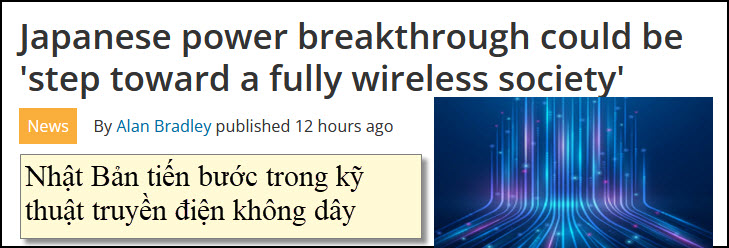 Japanese power breakthrough could be
'step toward a fully wireless society'
News By Alan Bradley published 12 hours ago
Nhật Bản tiến bước trong kỹ
thuật truyền điện không dây